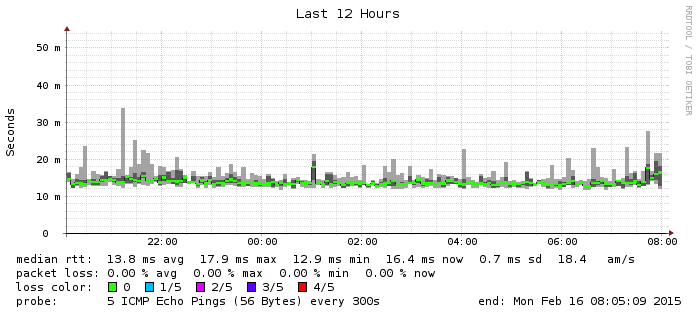 Last 12 Hours
RRDTOOL / TOBI OETIKER
Seconds
50 m
40 m
30 m
20 m
10 m
0
22:00 00:00 02:00 04:00 06:00 08:00
median rtt: 13.8 ms avg 17.9 ms max 12.9 ms min 16.4 ms now 0.7 ms sd 18.4 am/s
packet loss: 0.00 % avg 0.00 % max 0.00 % min 0.00 % now
loss color: 0 1/5 2/5 3/5 4/5
probe: 5 ICMP Echo Pings (56 Bytes) every 300s end: Mon Feb 16 08:05:09 2015